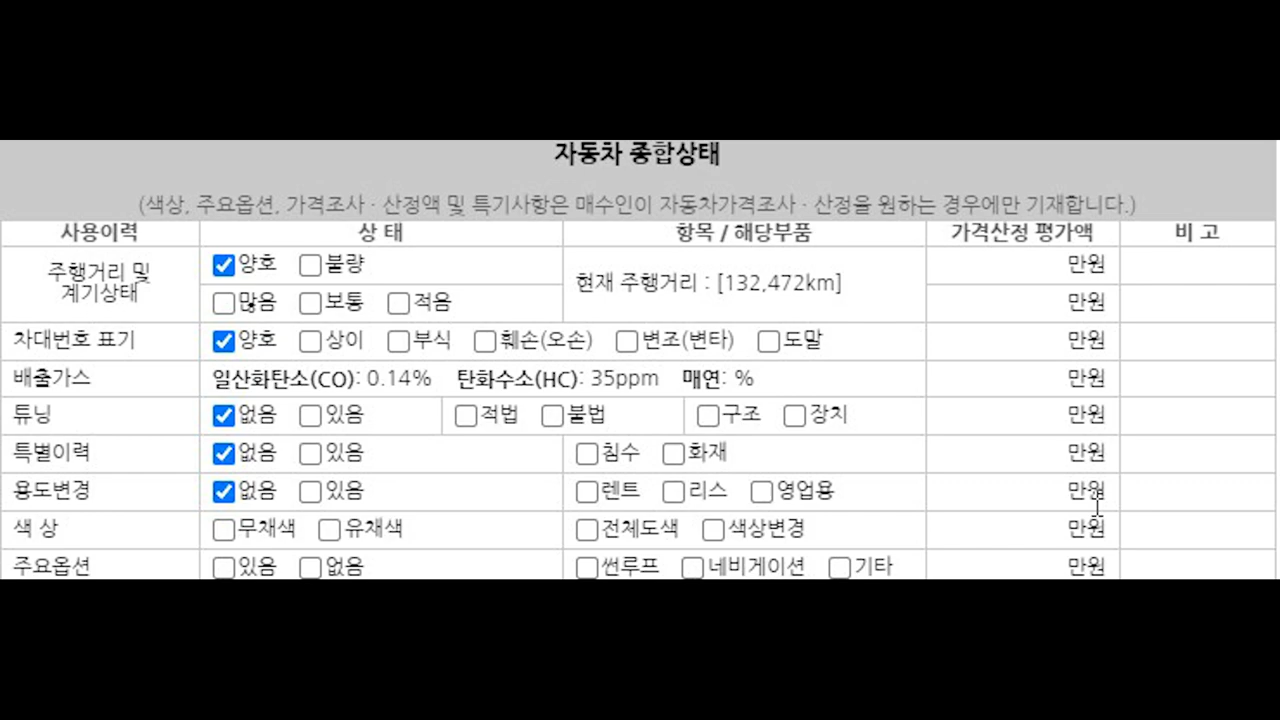 자동차 종합상태
(색상, 주요옵션, 가격조사 · 산정액 및 특기사항은 매수인이 자동차가격조사 · 산정을 원하는 경우에만 기재합니다.)
사용이력 상 태 항목 / 해당부품 가격산정 평가액 비 고
주행거리 및
계기상태
양호 불량 만원
현재 주행거리 : [132,472km]
많음 보통 적음 만원
차대번호 표기 양호 상이 부식 훼손(오손) 변조(변타) 도말 만원
배출가스 일산화탄소(CO): 0.14% 탄화수소(HC): 35ppm 매연: % 만원
튜닝 없음 있음 적법 불법 구조 장치 만원
특별이력 없음 있음 침수 화재 만원
용도변경 없음 있음 렌트 리스 영업용 만원
색 상 무채색 유채색 전체도색 색상변경 만원
주요옵션 있음 없음 썬루프 네비게이션 기타 만원